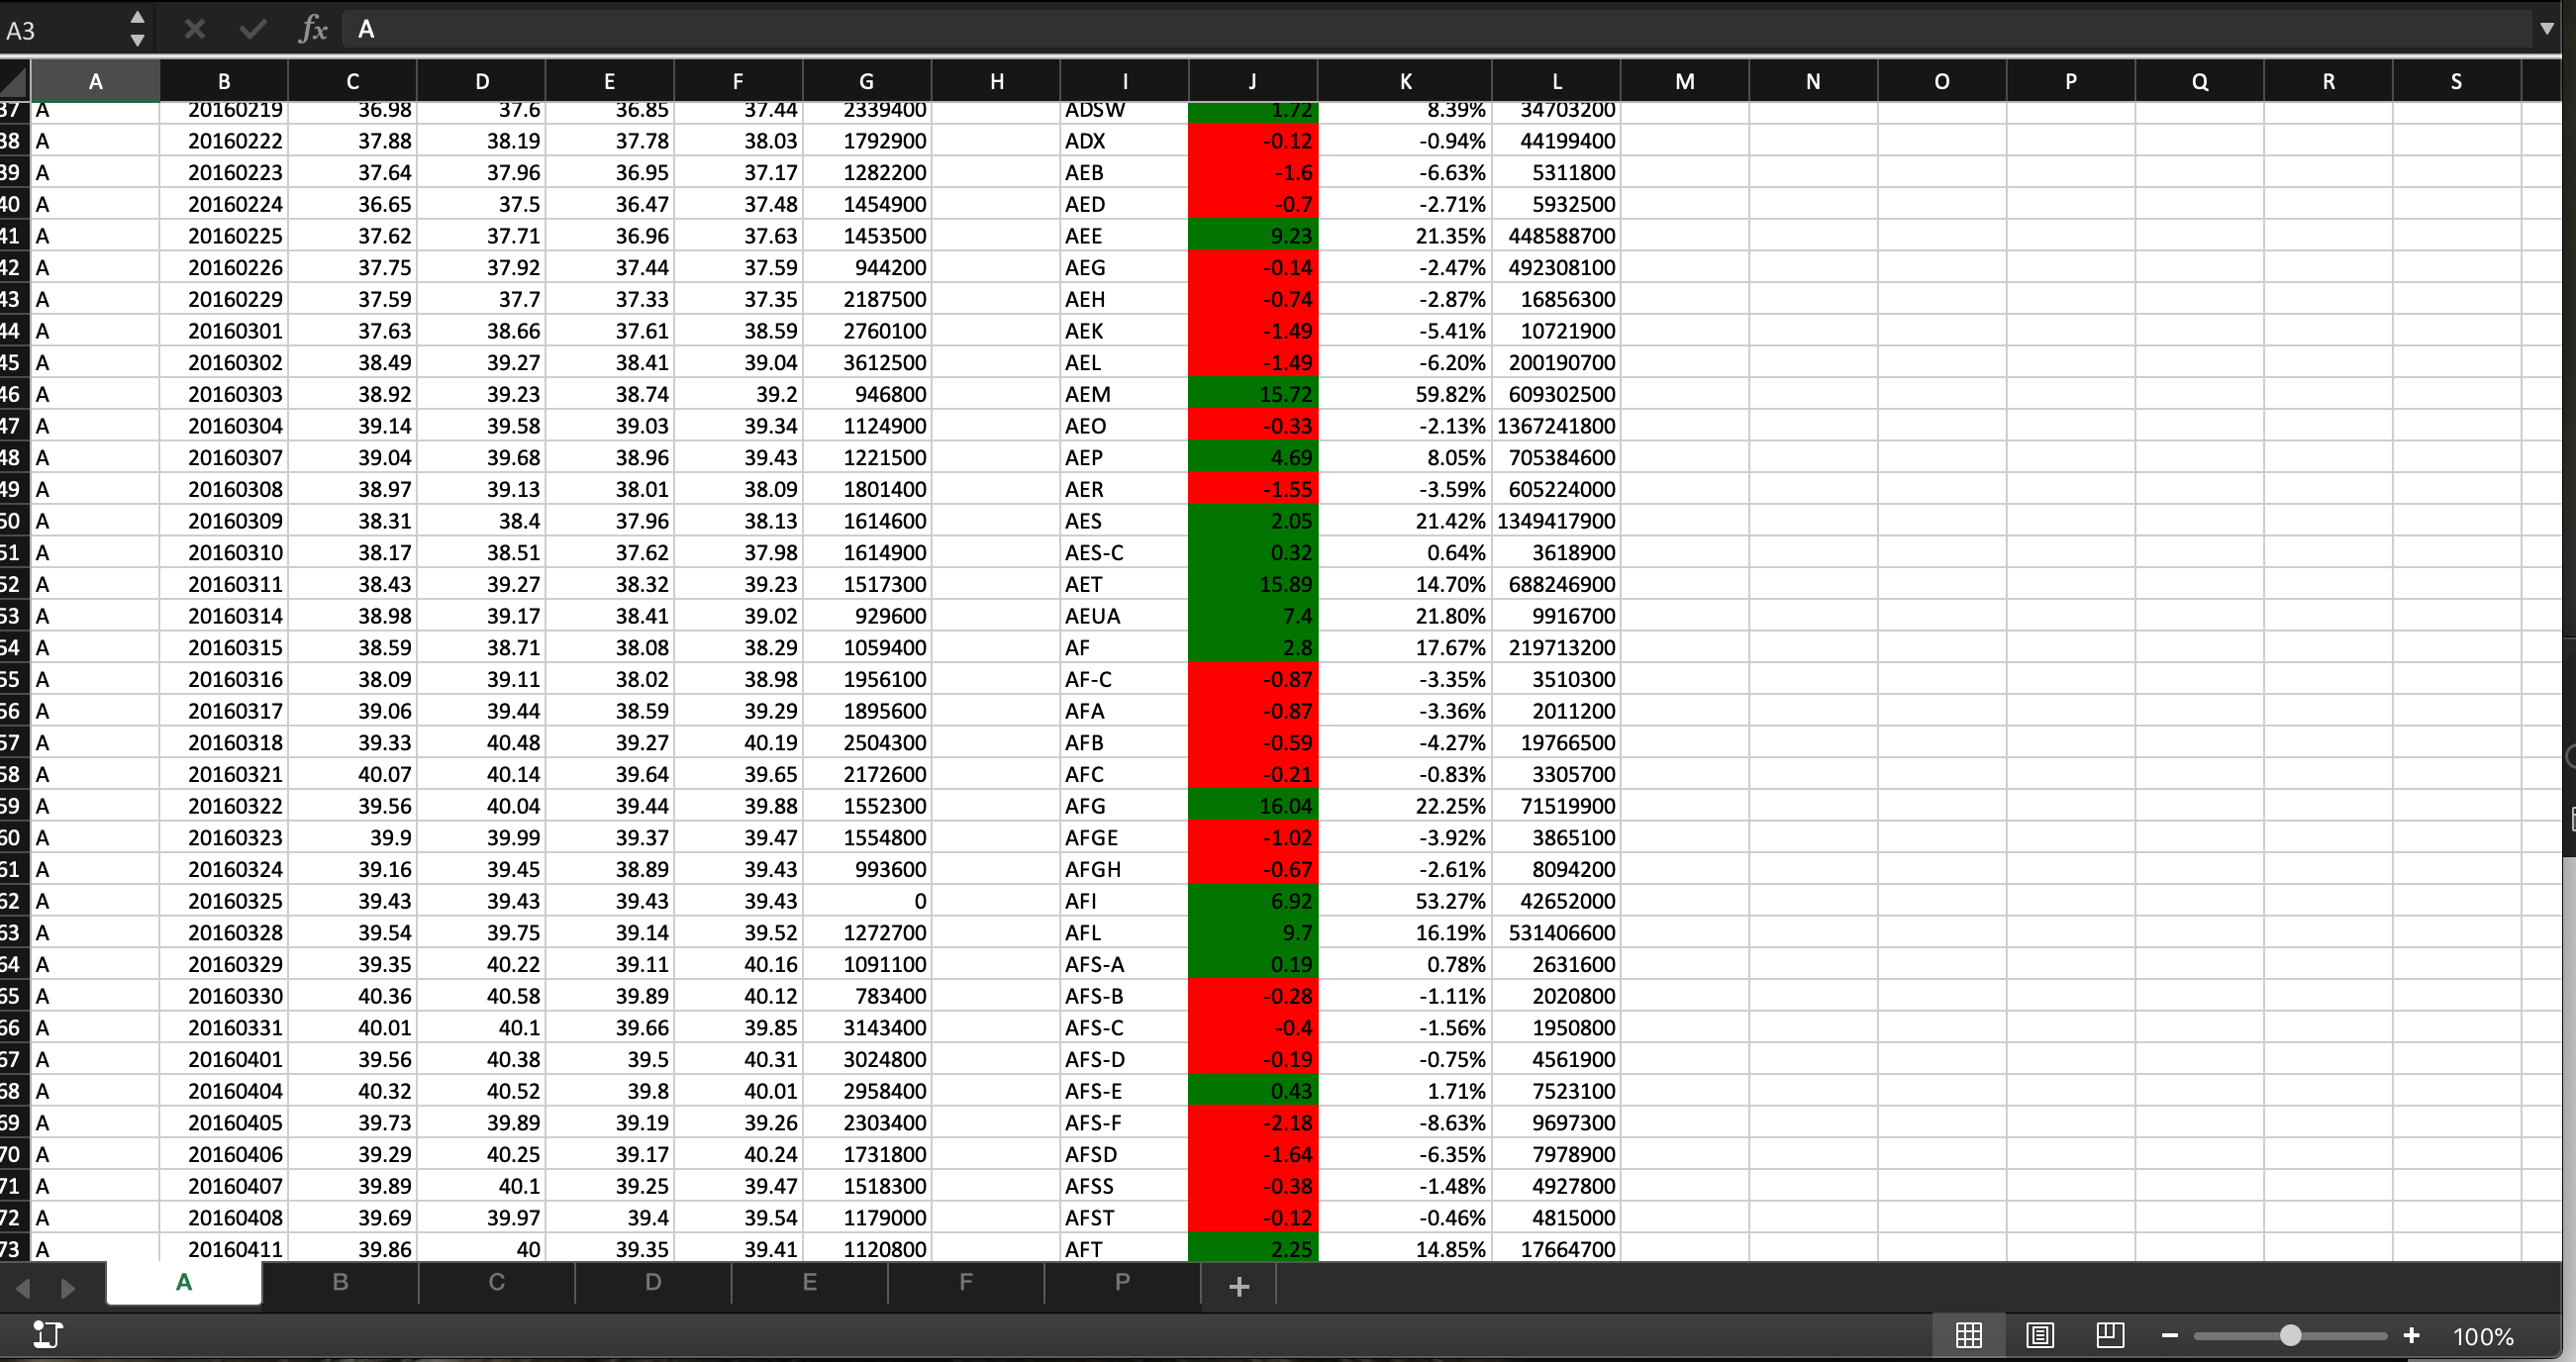 A3 fx A
A B C D E F G H I J K L M N O P Q R S
37 A 20160219 36.98 37.6 36.85 37.44 2339400 ADSW 1.72 8.39% 34703200
38 A 20160222 37.88 38.19 37.78 38.03 1792900 ADX -0.12 -0.94% 44199400
39 A 20160223 37.64 37.96 36.95 37.17 1282200 AEB -1.6 -6.63% 5311800
40 A 20160224 36.65 37.5 36.47 37.48 1454900 AED -0.7 -2.71% 5932500
41 A 20160225 37.62 37.71 36.96 37.63 1453500 AEE 9.23 21.35% 448588700
42 A 20160226 37.75 37.92 37.44 37.59 944200 AEG -0.14 -2.47% 492308100
43 A 20160229 37.59 37.7 37.33 37.35 2187500 AEH -0.74 -2.87% 16856300
44 A 20160301 37.63 38.66 37.61 38.59 2760100 AEK -1.49 -5.41% 10721900
45 A 20160302 38.49 39.27 38.41 39.04 3612500 AEL -1.49 -6.20% 200190700
46 A 20160303 38.92 39.23 38.74 39.2 946800 AEM 15.72 59.82% 609302500
47 A 20160304 39.14 39.58 39.03 39.34 1124900 AEO -0.33 -2.13% 1367241800
48 A 20160307 39.04 39.68 38.96 39.43 1221500 AEP 4.69 8.05% 705384600
49 A 20160308 38.97 39.13 38.01 38.09 1801400 AER -1.55 -3.59% 605224000
50 A 20160309 38.31 38.4 37.96 38.13 1614600 AES 2.05 21.42% 1349417900
51 A 20160310 38.17 38.51 37.62 37.98 1614900 AES-C 0.32 0.64% 3618900
52 A 20160311 38.43 39.27 38.32 39.23 1517300 AET 15.89 14.70% 688246900
53 A 20160314 38.98 39.17 38.41 39.02 929600 AEUA 7.4 21.80% 9916700
54 A 20160315 38.59 38.71 38.08 38.29 1059400 AF 2.8 17.67% 219713200
55 A 20160316 38.09 39.11 38.02 38.98 1956100 AF-C -0.87 -3.35% 3510300
56 A 20160317 39.06 39.44 38.59 39.29 1895600 AFA -0.87 -3.36% 2011200
57 A 20160318 39.33 40.48 39.27 40.19 2504300 AFB -0.59 -4.27% 19766500
58 A 20160321 40.07 40.14 39.64 39.65 2172600 AFC -0.21 -0.83% 3305700
59 A 20160322 39.56 40.04 39.44 39.88 1552300 AFG 16.04 22.25% 71519900
60 A 20160323 39.9 39.99 39.37 39.47 1554800 AFGE -1.02 -3.92% 3865100
61 A 20160324 39.16 39.45 38.89 39.43 993600 AFGH -0.67 -2.61% 8094200
62 A 20160325 39.43 39.43 39.43 39.43 0 AFI 6.92 53.27% 42652000
63 A 20160328 39.54 39.75 39.14 39.52 1272700 AFL 9.7 16.19% 531406600
64 A 20160329 39.35 40.22 39.11 40.16 1091100 AFS-A 0.19 0.78% 2631600
65 A 20160330 40.36 40.58 39.89 40.12 783400 AFS-B -0.28 -1.11% 2020800
66 A 20160331 40.01 40.1 39.66 39.85 3143400 AFS-C -0.4 -1.56% 1950800
67 A 20160401 39.56 40.38 39.5 40.31 3024800 AFS-D -0.19 -0.75% 4561900
68 A 20160404 40.32 40.52 39.8 40.01 2958400 AFS-E 0.43 1.71% 7523100
69 A 20160405 39.73 39.89 39.19 39.26 2303400 AFS-F -2.18 -8.63% 9697300
70 A 20160406 39.29 40.25 39.17 40.24 1731800 AFSD -1.64 -6.35% 7978900
71 A 20160407 39.89 40.1 39.25 39.47 1518300 AFSS -0.38 -1.48% 4927800
72 A 20160408 39.69 39.97 39.4 39.54 1179000 AFST -0.12 -0.46% 4815000
73 A 20160411 39.86 40 39.35 39.41 1120800 AFT 2.25 14.85% 17664700
A B C D E F P +
100%